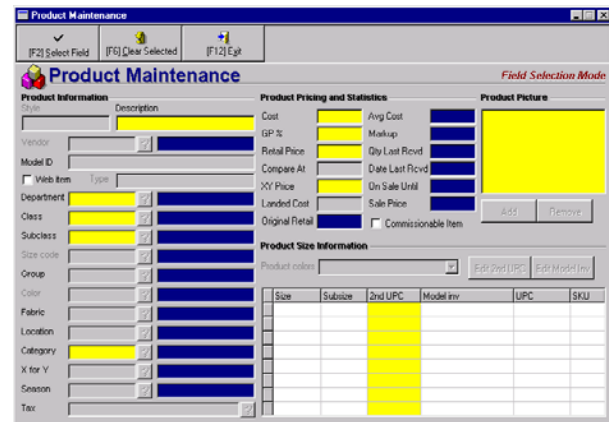 Product Maintenance
[F2] Select Field
[F6] Clear Selected
[F12] Exit
Product Maintenance
Field Selection Mode
Product Information
Style
Description
Vendor
Model ID
Web Item
Type
Department
Class
Subclass
Size code
Group
Color
Fabric
Location
Category
X for Y
Season
Tax
Product Pricing and Statistics
Cost
Avg Cost
GP %
Markup
Retail Price
Qty Last Rcvd
Compare At
Date Last Rcvd
XY Price
On Sale Until
Landed Cost
Sale Price
Original Retail
Commissionable Item
Product Picture
Add
Remove
Product Size Information
Product colors
Edit 2nd UPC
Edit Model Inv
Size
Subsize
2nd UPC
Model inv
UPC
SKU